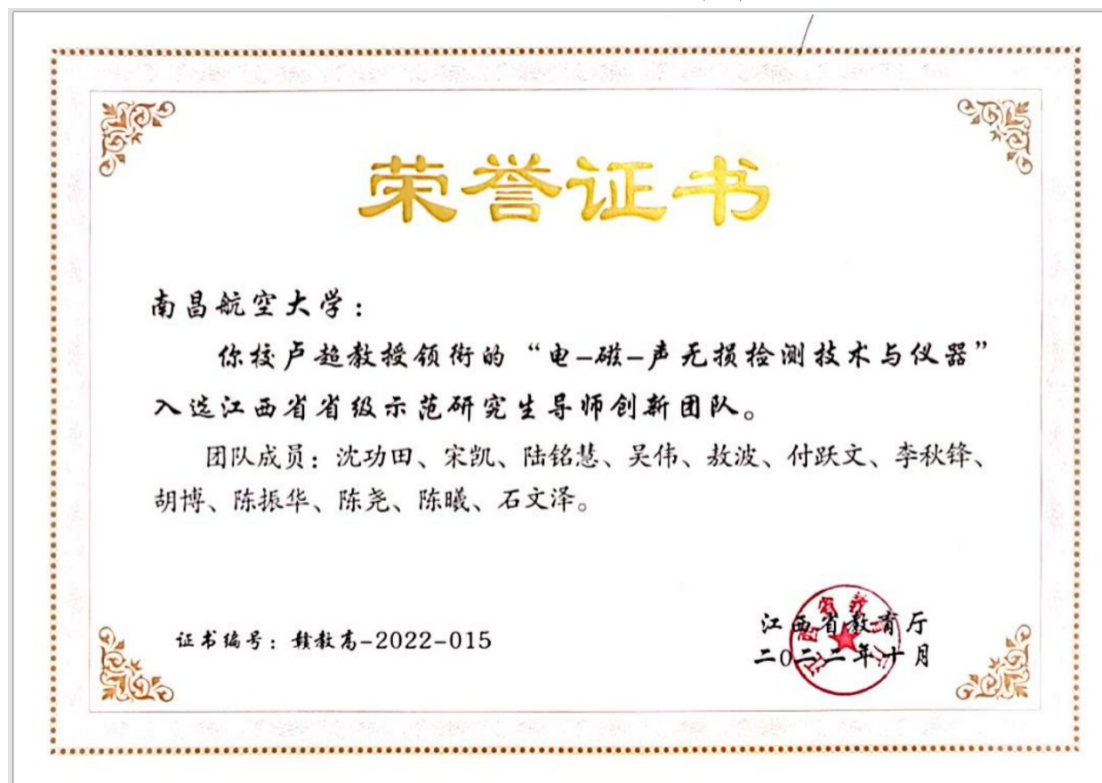 荣誉证书
南昌航空大学：
你校卢超教授领衔的“电–磁–声无损检测技术与仪器”
入选江西省省级示范研究生导师创新团队。
团队成员：沈功田、宋凯、陆铭慧、吴伟、敖波、付跃文、李秋锋、
胡博、陈振华、陈尧、陈曦、石文泽。
证书编号：赣教高-2022-015
江西省教育厅
二0二二年十月